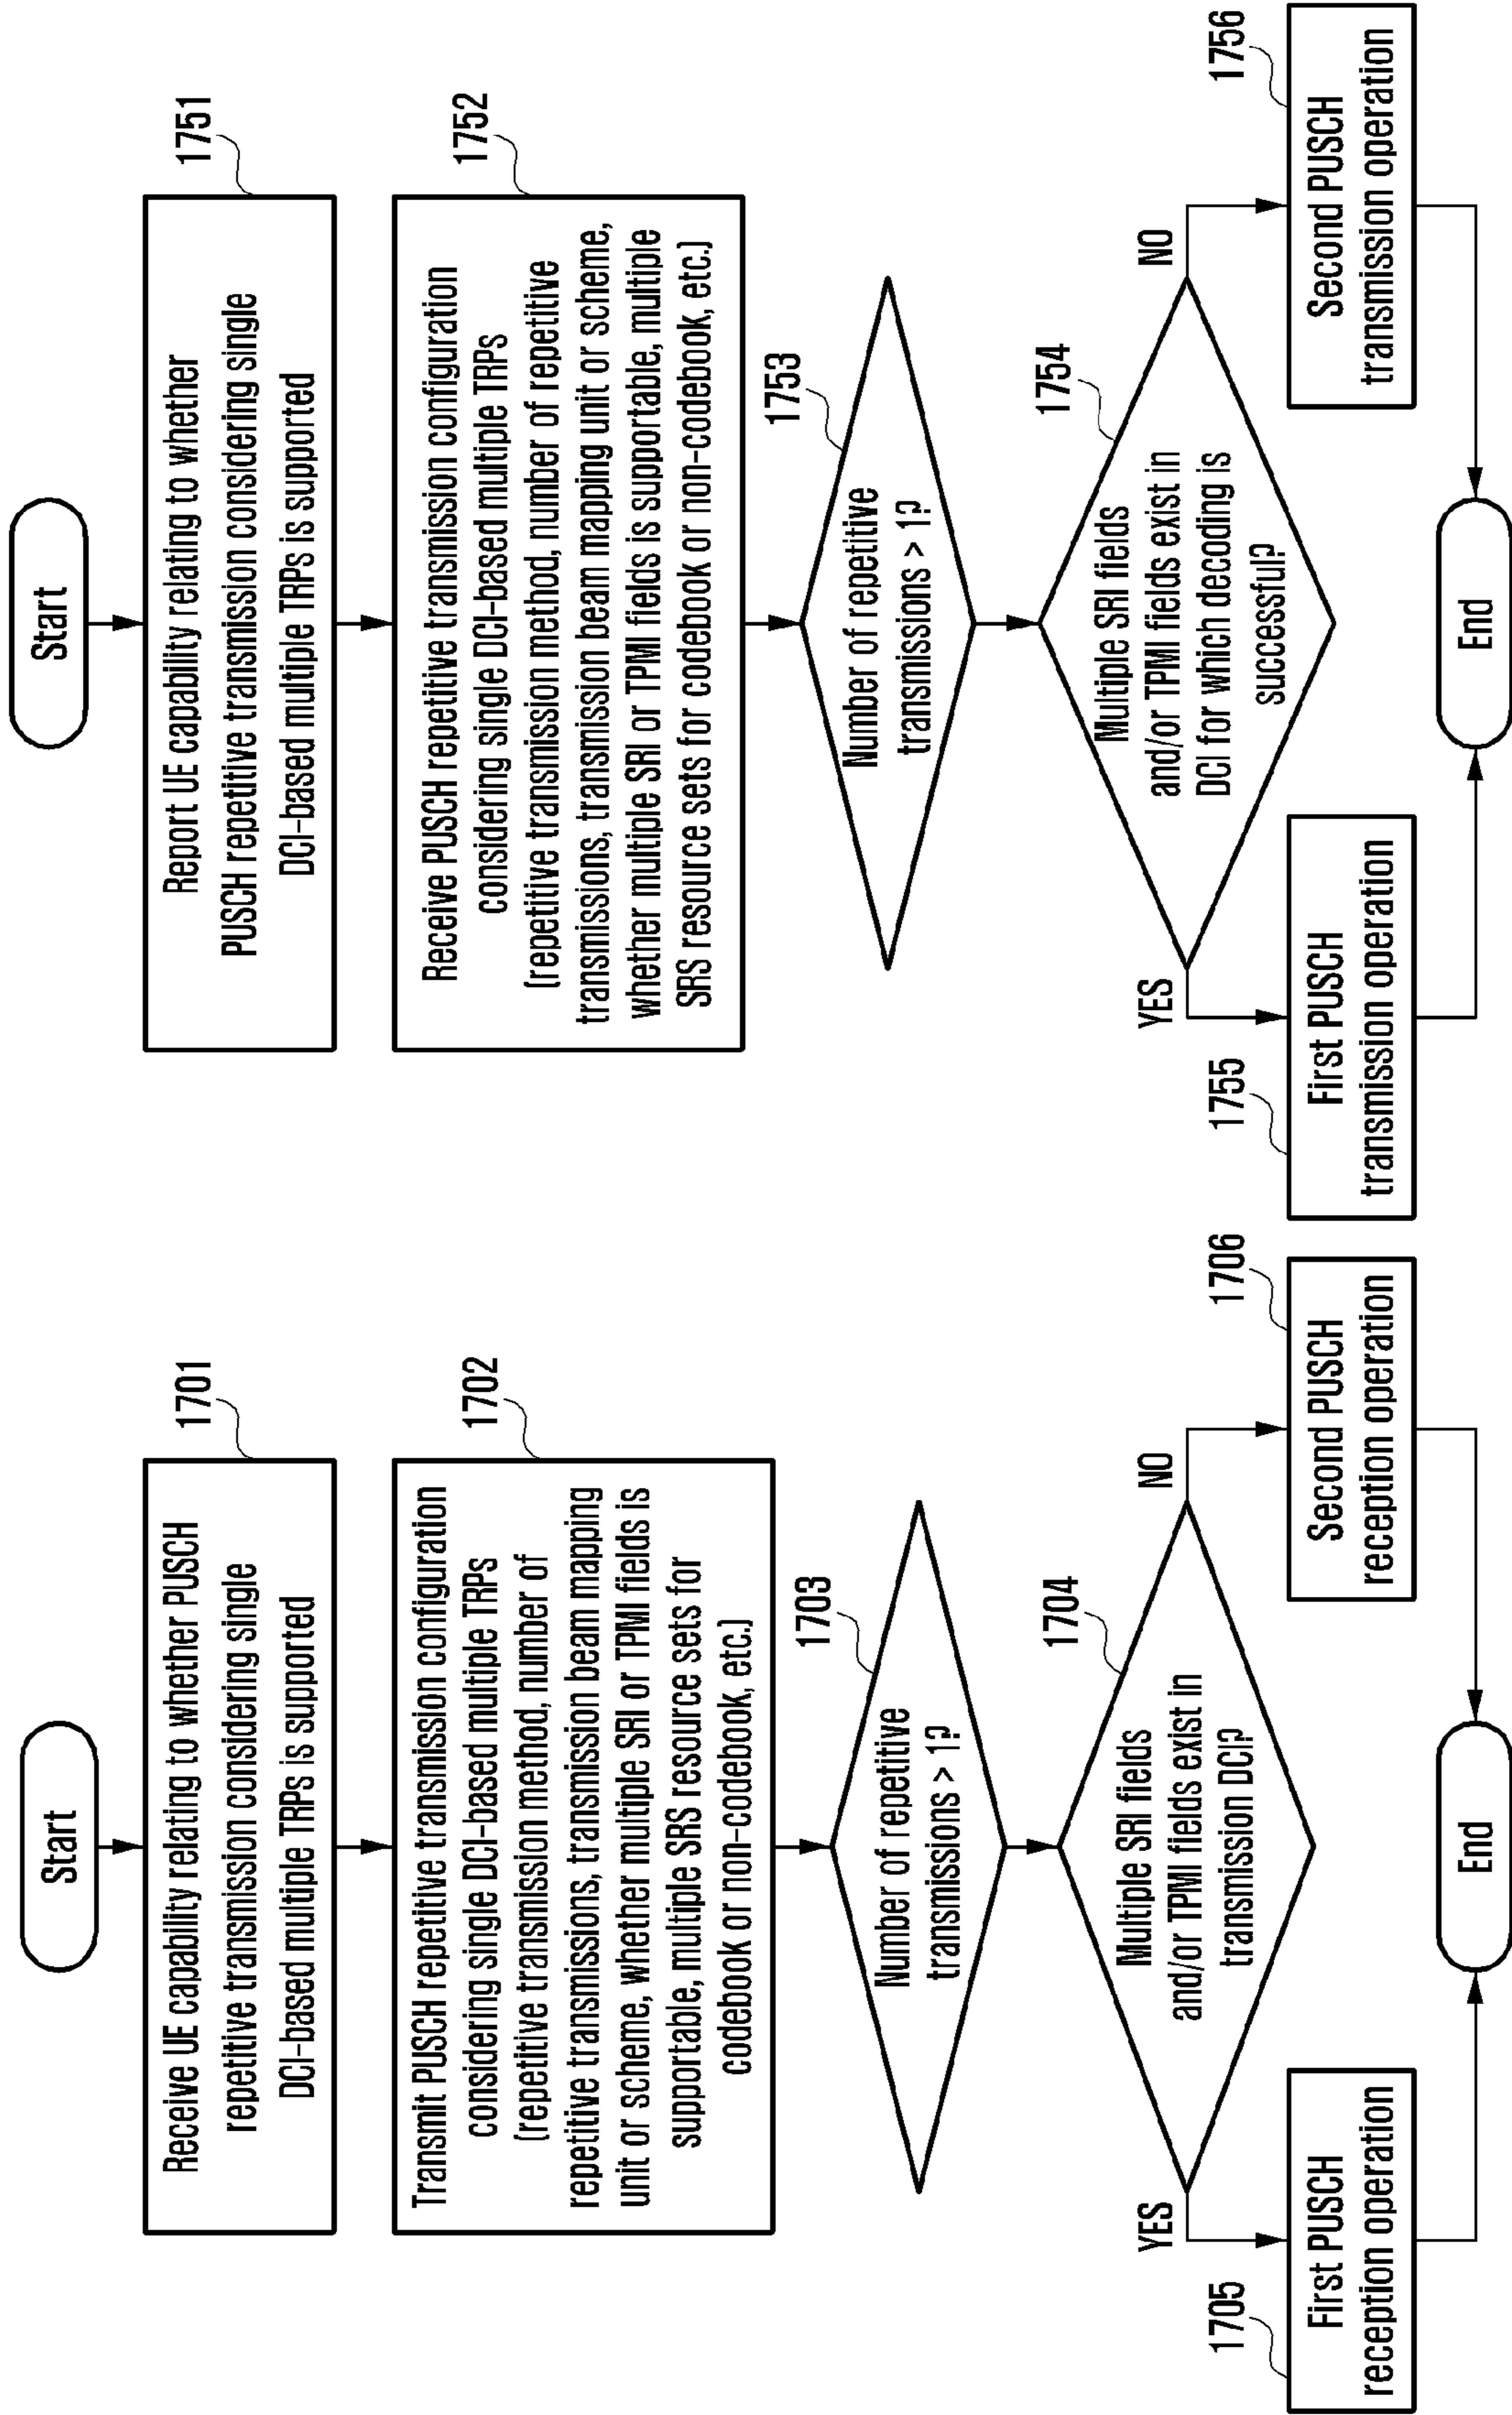 Start
1701
Receive UE capability relating to whether PUSCH
repetitive transmission considering single
DCI-based multiple TRPs is supported
1702
Transmit PUSCH repetitive transmission configuration
considering single DCI-based multiple TRPs
(repetitive transmission method, number of
repetitive transmissions, transmission beam mapping
unit or scheme, whether multiple SRI or TPMI fields is
supportable, multiple SRS resource sets for
codebook or non-codebook, etc.)
1703
Number of repetitive
transmissions > 1?
1704
Multiple SRI fields
and/or TPMI fields exist in
transmission DCI?
YES
NO
1705
First PUSCH
reception operation
1706
Second PUSCH
reception operation
End
Start
1751
Report UE capability relating to whether
PUSCH repetitive transmission considering single
DCI-based multiple TRPs is supported
1752
Receive PUSCH repetitive transmission configuration
considering single DCI-based multiple TRPs
(repetitive transmission method, number of repetitive
transmissions, transmission beam mapping unit or scheme,
whether multiple SRI or TPMI fields is supportable, multiple
SRS resource sets for codebook or non-codebook, etc.)
1753
Number of repetitive
transmissions > 1?
1754
Multiple SRI fields
and/or TPMI fields exist in
DCI for which decoding is
successful?
YES
NO
1755
First PUSCH
transmission operation
1756
Second PUSCH
transmission operation
End